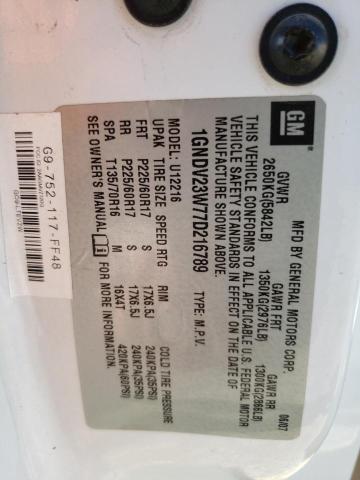 GM
MFD BY GENERAL MOTORS CORP.
06/07
GVWR GAWR FRT GAWR RR
2650KG(5842LB) 1350KG(2976LB) 1300KG(2866LB)
THIS VEHICLE CONFORMS TO ALL APPLICABLE U.S. FEDERAL MOTOR
VEHICLE SAFETY STANDARDS IN EFFECT ON THE DATE OF
MANUFACTURE SHOWN ABOVE.
1GNDV23W77D216789 TYPE: M.P.V.
MODEL: U12216
UPAK TIRE SIZE SPEED RTG RIM COLD TIRE PRESSURE
FRT P225/60R17 S 17X6.5J 240KPA(35PSI)
RR P225/60R17 S 17X6.5J 240KPA(35PSI)
SPA T135/70R16 M 16X4T 420KPA(60PSI)
SEE OWNER'S MANUAL FOR MORE INFORMATION.
G9-752-117-FF48